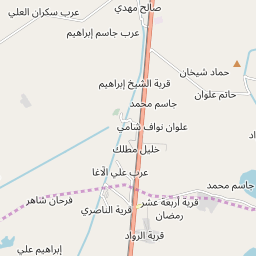 صالح مهدي
عرب سكران العلي
عرب جاسم إبراهيم
حماد شيخان
قرية الشيخ إبراهيم
حاتم علوان
جاسم محمد
علوان نواف شامي
خليل مطلك
عرب علي الاغا
جاسم محمد
فرحان شاهر
قرية أربعة عشر
رمضان
قرية الناصري
قرية الرواد
إبراهيم علي